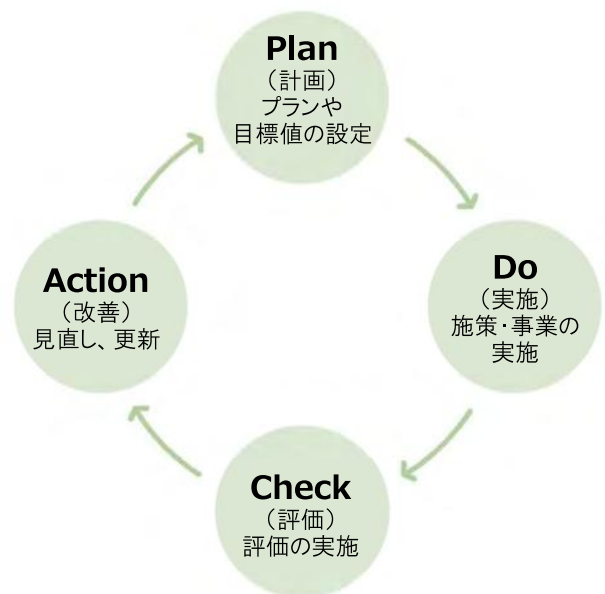 Plan
（計画）
プランや
目標値の設定
Do
（実施）
施策・事業の
実施
Check
（評価）
評価の実施
Action
（改善）
見直し、更新